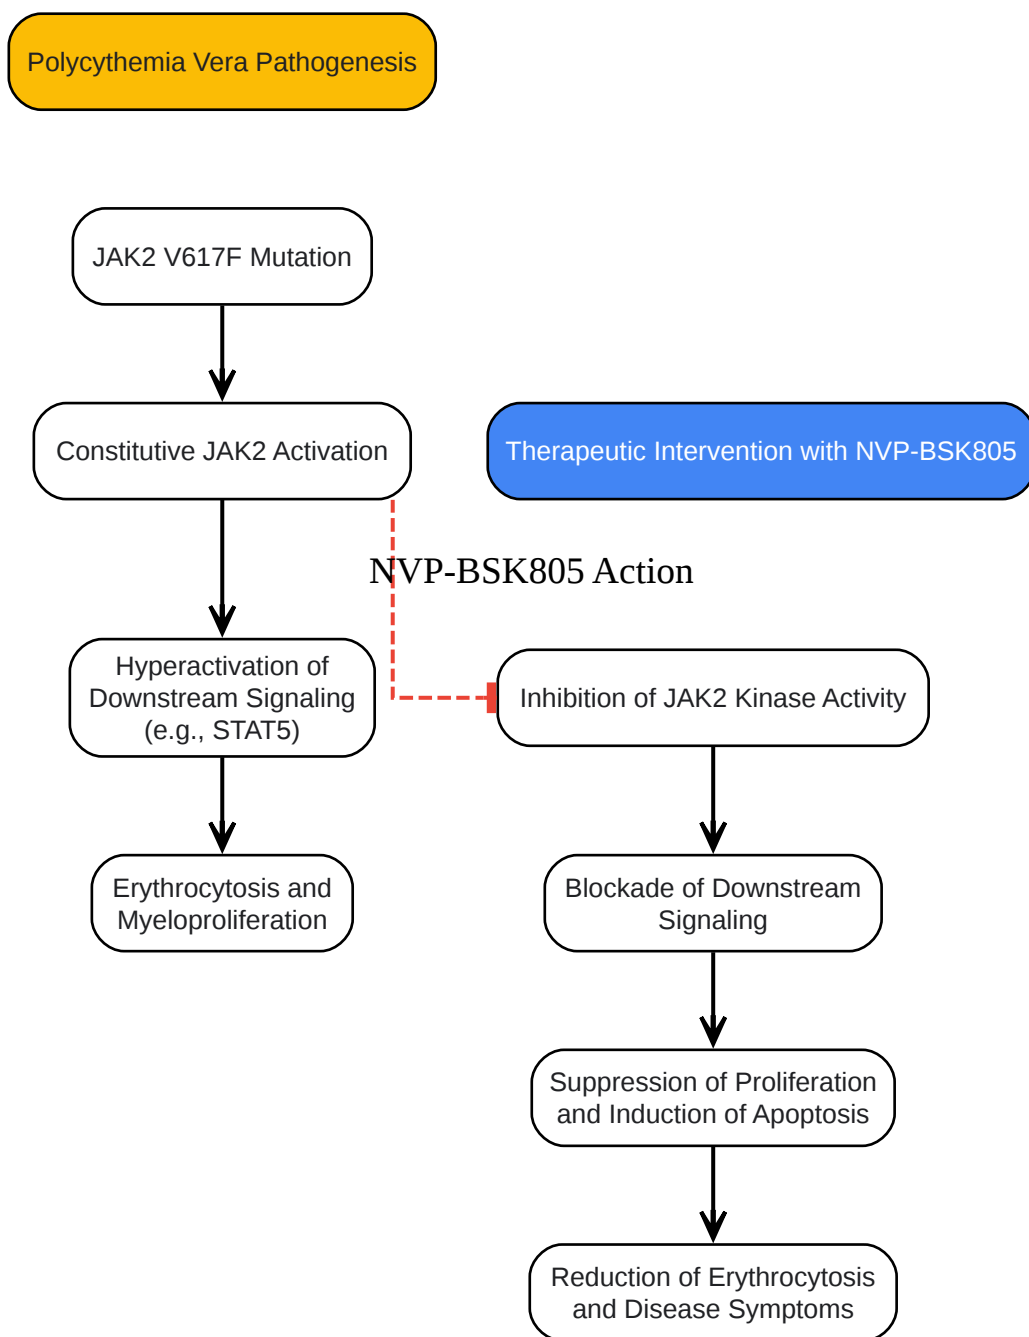 Polycythemia Vera Pathogenesis
JAK2 V617F Mutation
Constitutive JAK2 Activation
Therapeutic Intervention with NVP-BSK805
NVP-BSK805 Action
Hyperactivation of
Downstream Signaling
(e.g., STAT5)
Inhibition of JAK2 Kinase Activity
Erythrocytosis and
Myeloproliferation
Blockade of Downstream
Signaling
Suppression of Proliferation
and Induction of Apoptosis
Reduction of Erythrocytosis
and Disease Symptoms